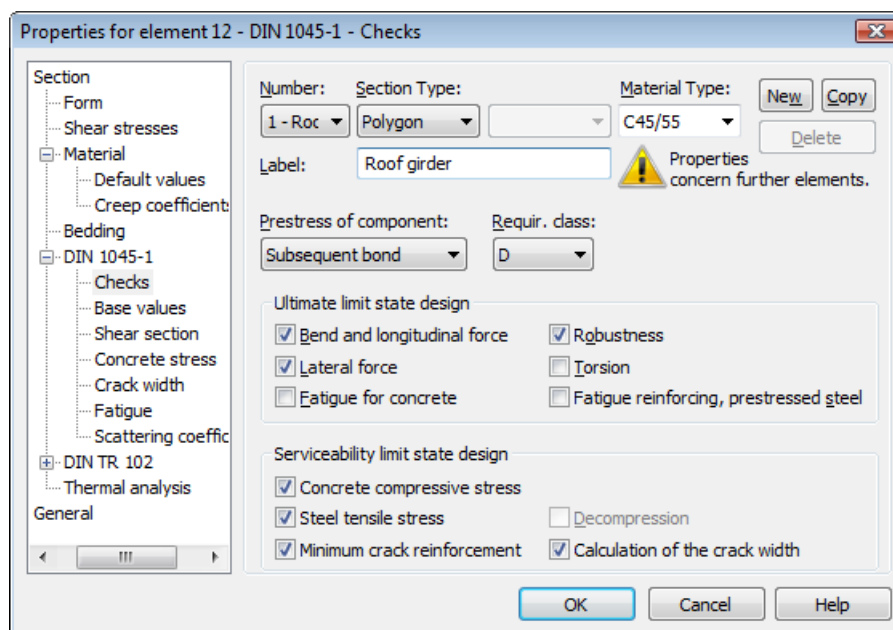 Properties for element 12 - DIN 1045-1 - Checks
Section
Form
Shear stresses
Material
Default values
Creep coefficient
Bedding
DIN 1045-1
Checks
Base values
Shear section
Concrete stress
Crack width
Fatigue
Scattering coeffic
DIN TR 102
Thermal analysis
General
Number: Section Type: Material Type:
1 - Roc Polygon C45/55 New Copy
Delete
Label: Roof girder
Properties
concern further elements.
Prestress of component: Requir. class:
Subsequent bond D
Ultimate limit state design
Bend and longitudinal force Robustness
Lateral force Torsion
Fatigue for concrete Fatigue reinforcing, prestressed steel
Serviceability limit state design
Concrete compressive stress
Steel tensile stress Decompression
Minimum crack reinforcement Calculation of the crack width
OK Cancel Help